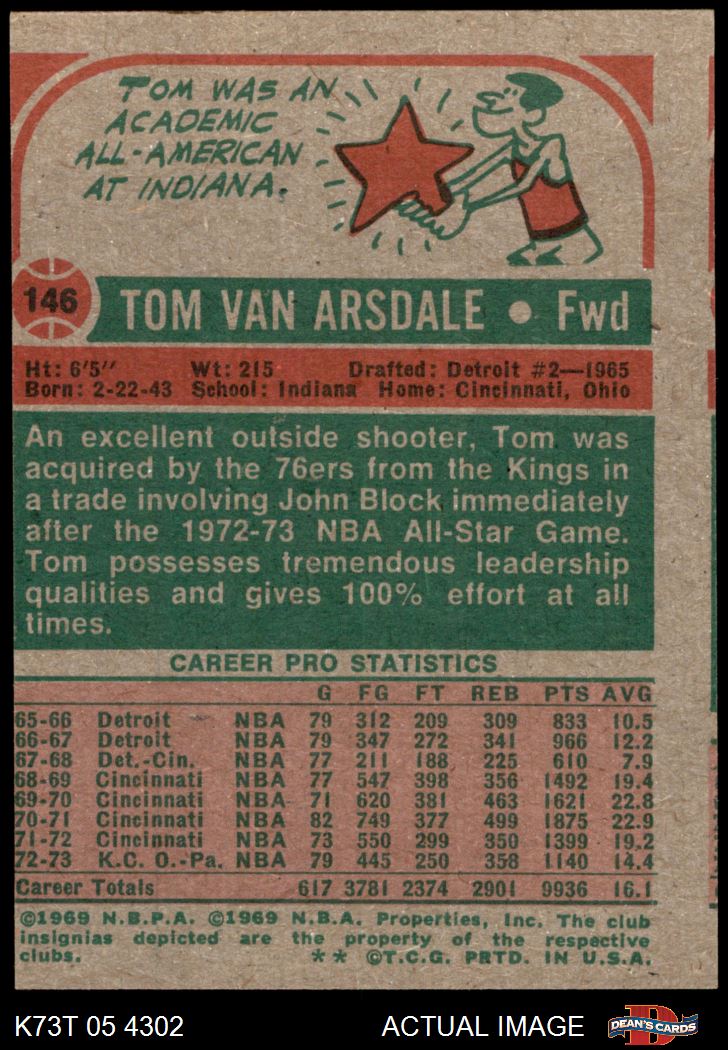 TOM WAS AN
ACADEMIC
ALL-AMERICAN
AT INDIANA.
146
TOM VAN ARSDALE • Fwd
Ht: 6'5" Wt: 215 Drafted: Detroit #2—1965
Born: 2-22-43 School: Indiana Home: Cincinnati, Ohio
An excellent outside shooter, Tom was
acquired by the 76ers from the Kings in
a trade involving John Block immediately
after the 1972-73 NBA All-Star Game.
Tom possesses tremendous leadership
qualities and gives 100% effort at all
times.
CAREER PRO STATISTICS
G FG FT REB PTS AVG
65-66 Detroit NBA 79 312 209 309 833 10.5
66-67 Detroit NBA 79 347 272 341 966 12.2
67-68 Det.-Cin. NBA 77 211 188 225 610 7.9
68-69 Cincinnati NBA 77 547 398 356 1492 19.4
69-70 Cincinnati NBA 71 620 381 463 1621 22.8
70-71 Cincinnati NBA 82 749 377 499 1875 22.9
71-72 Cincinnati NBA 73 550 299 350 1399 19.2
72-73 K.C. O.-Pa. NBA 79 445 250 358 1140 14.4
Career Totals 617 3781 2374 2901 9936 16.1
©1969 N.B.P.A. ©1969 N.B.A. Properties, Inc. The club
insignias depicted are the property of the respective
clubs. ** ©T.C.G. PRTD. IN U.S.A.
K73T 05 4302 ACTUAL IMAGE D DEAN'S CARDS